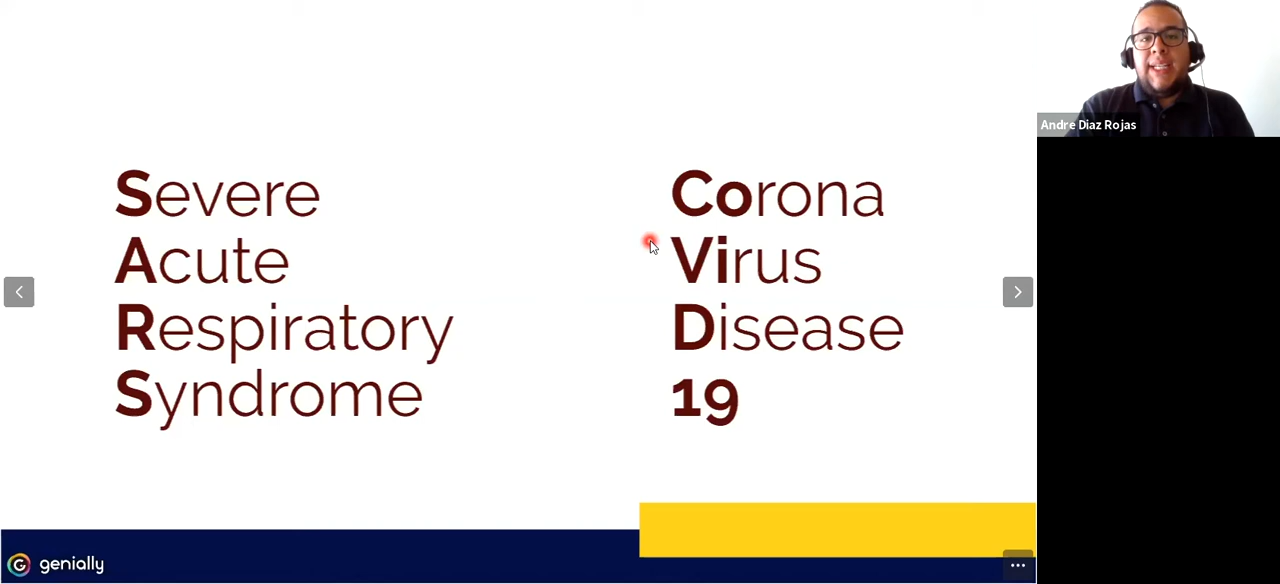 Severe
Acute
Respiratory
Syndrome
Corona
Virus
Disease
19
Andre Diaz Rojas
genially